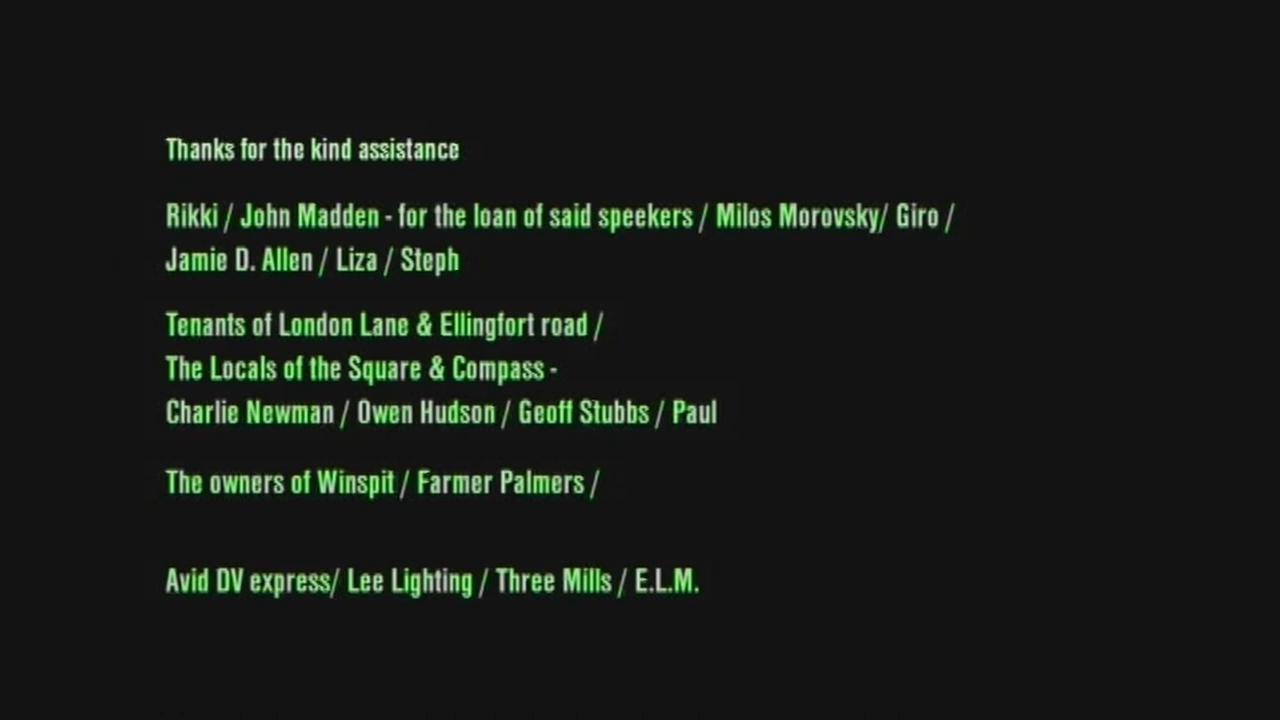 Thanks for the kind assistance
Rikki / John Madden - for the loan of said speekers / Milos Morovsky/ Giro /
Jamie D. Allen / Liza / Steph
Tenants of London Lane & Ellingfort road /
The Locals of the Square & Compass -
Charlie Newman / Owen Hudson / Geoff Stubbs / Paul
The owners of Winspit / Farmer Palmers /
Avid DV express/ Lee Lighting / Three Mills / E.L.M.